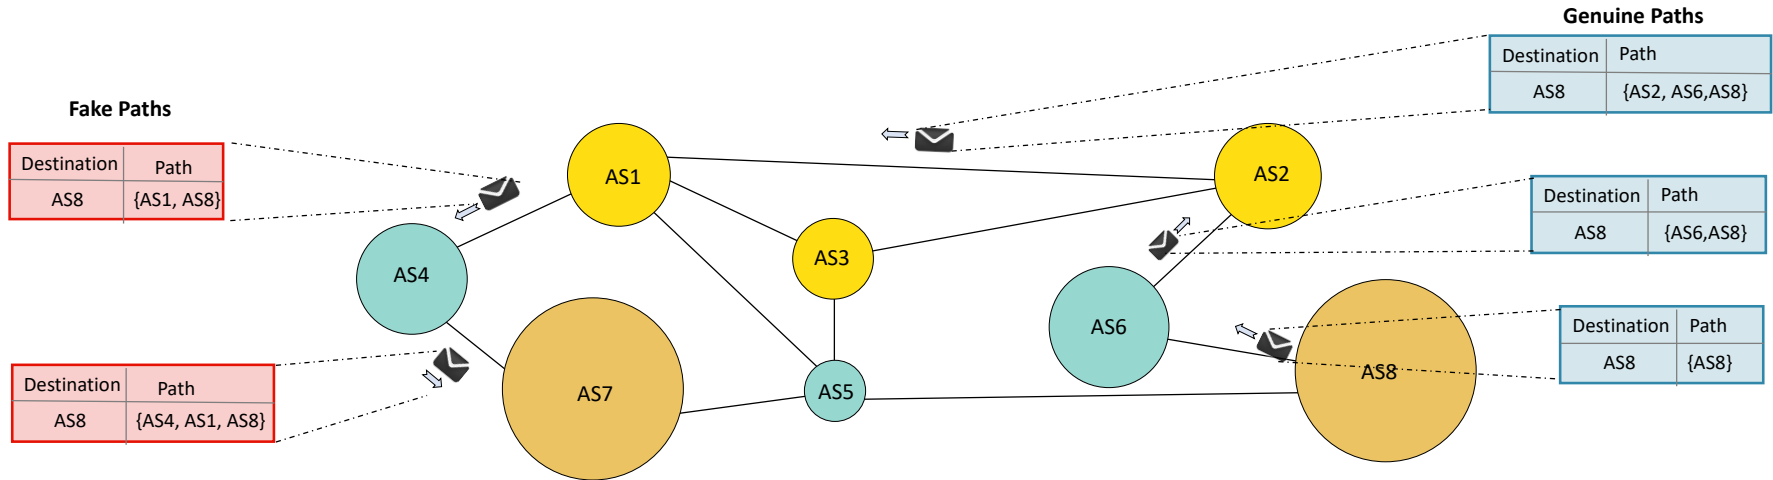 Genuine Paths
Destination Path
AS8 {AS2, AS6,AS8}
Fake Paths
Destination Path
AS8 {AS1, AS8}
AS1
AS2
Destination Path
AS8 {AS6,AS8}
AS3
AS4
AS6
Destination Path
AS8 {AS8}
AS8
Destination Path
AS8 {AS4, AS1, AS8}
AS7
AS5